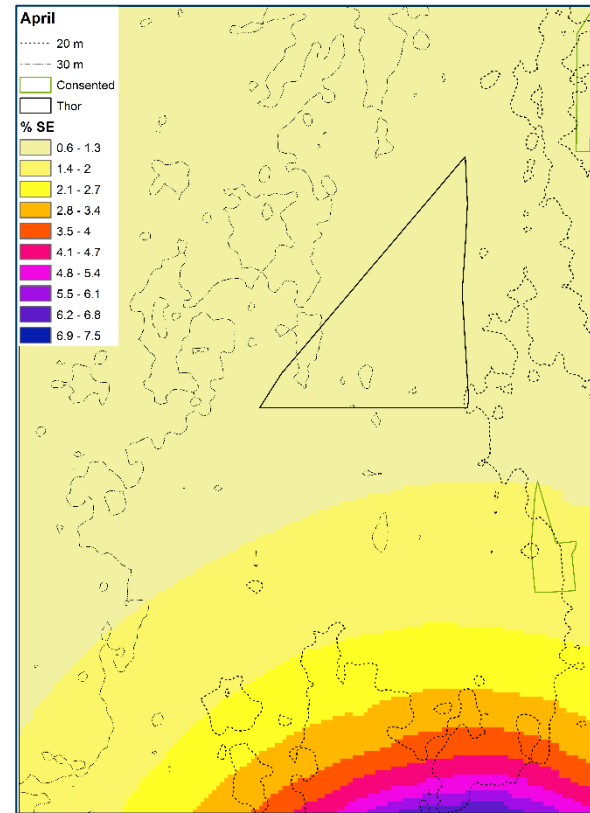 April
20 m
30 m
Consented
Thor
% SE
0.6 - 1.3
1.4 - 2
2.1 - 2.7
2.8 - 3.4
3.5 - 4
4.1 - 4.7
4.8 - 5.4
5.5 - 6.1
6.2 - 6.8
6.9 - 7.5